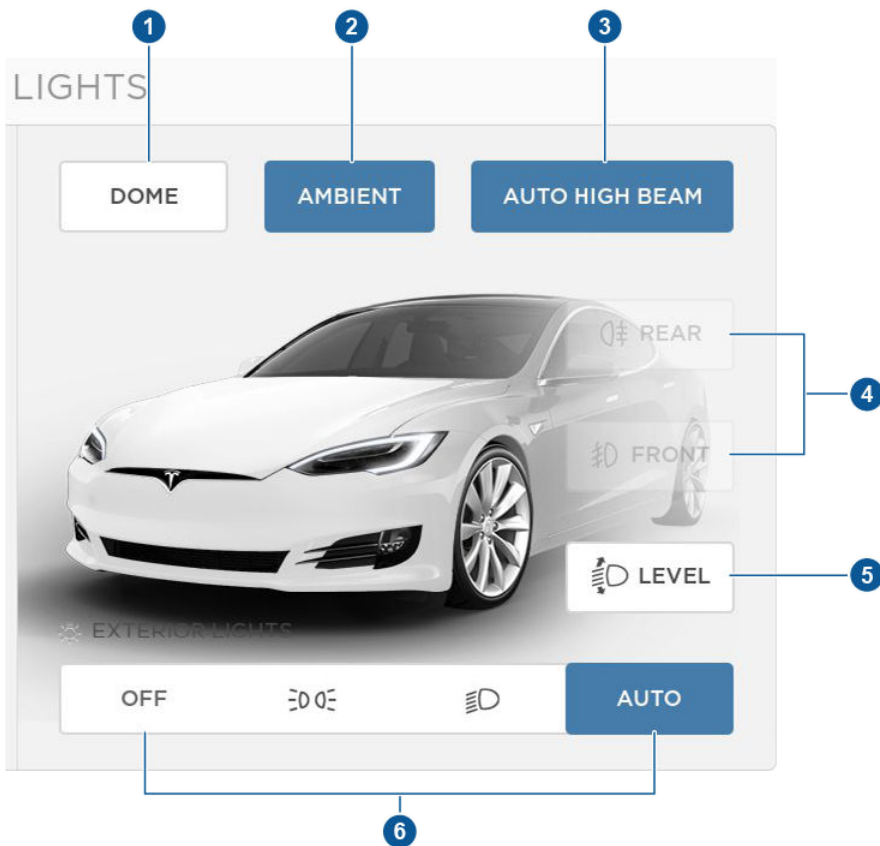 1 2 3
LIGHTS
DOME AMBIENT AUTO HIGH BEAM
REAR
4
FRONT
LEVEL 5
EXTERIOR LIGHTS
OFF AUTO
6